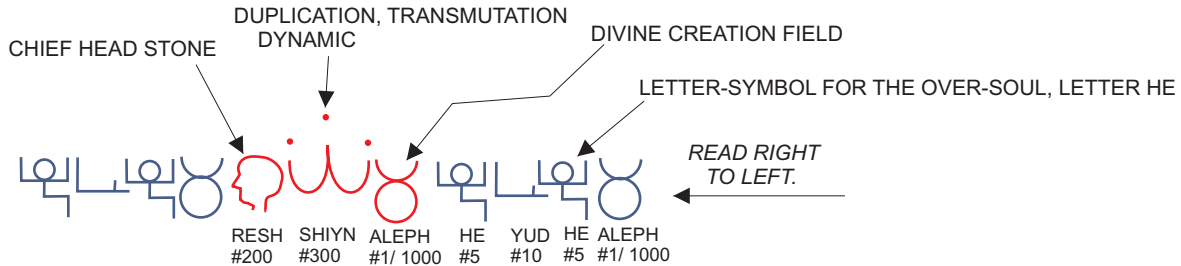 DUPLICATION, TRANSMUTATION
DYNAMIC
CHIEF HEAD STONE
DIVINE CREATION FIELD
LETTER-SYMBOL FOR THE OVER-SOUL, LETTER HE
READ RIGHT
TO LEFT.
RESH SHIYN ALEPH HE YUD HE ALEPH
#200 #300 #1/ 1000 #5 #10 #5 #1/ 1000